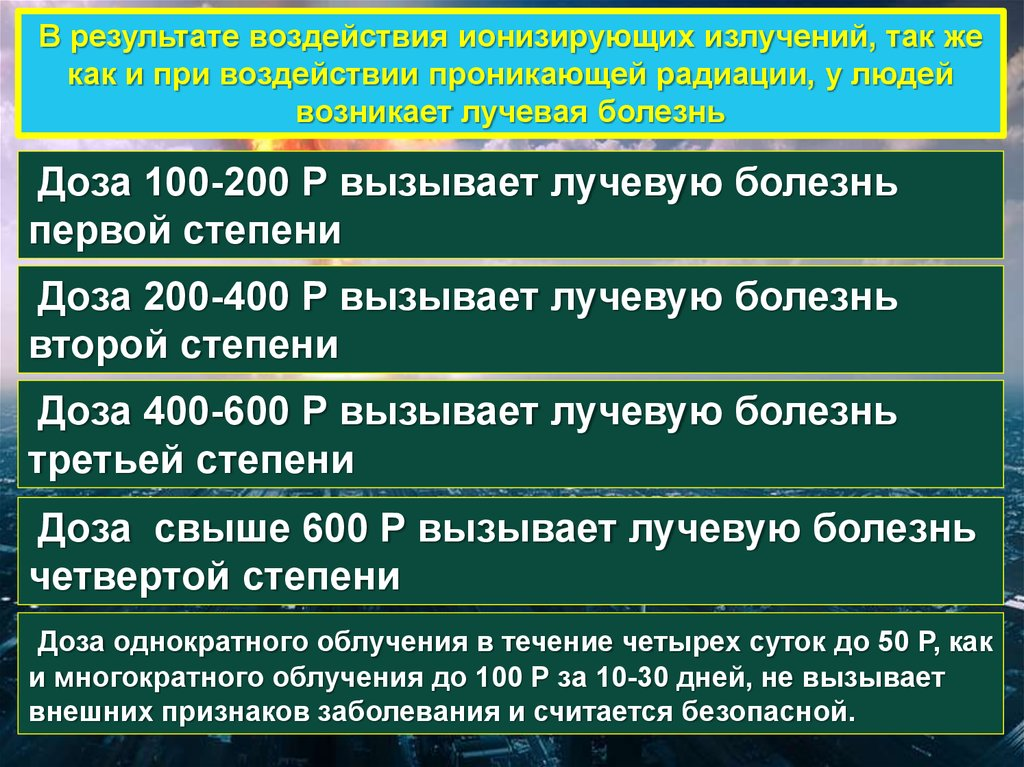 В результате воздействия ионизирующих излучений, так же
как и при воздействии проникающей радиации, у людей
возникает лучевая болезнь
Доза 100-200 Р вызывает лучевую болезнь
первой степени
Доза 200-400 Р вызывает лучевую болезнь
второй степени
Доза 400-600 Р вызывает лучевую болезнь
третьей степени
Доза свыше 600 Р вызывает лучевую болезнь
четвертой степени
Доза однократного облучения в течение четырех суток до 50 Р, как
и многократного облучения до 100 Р за 10-30 дней, не вызывает
внешних признаков заболевания и считается безопасной.